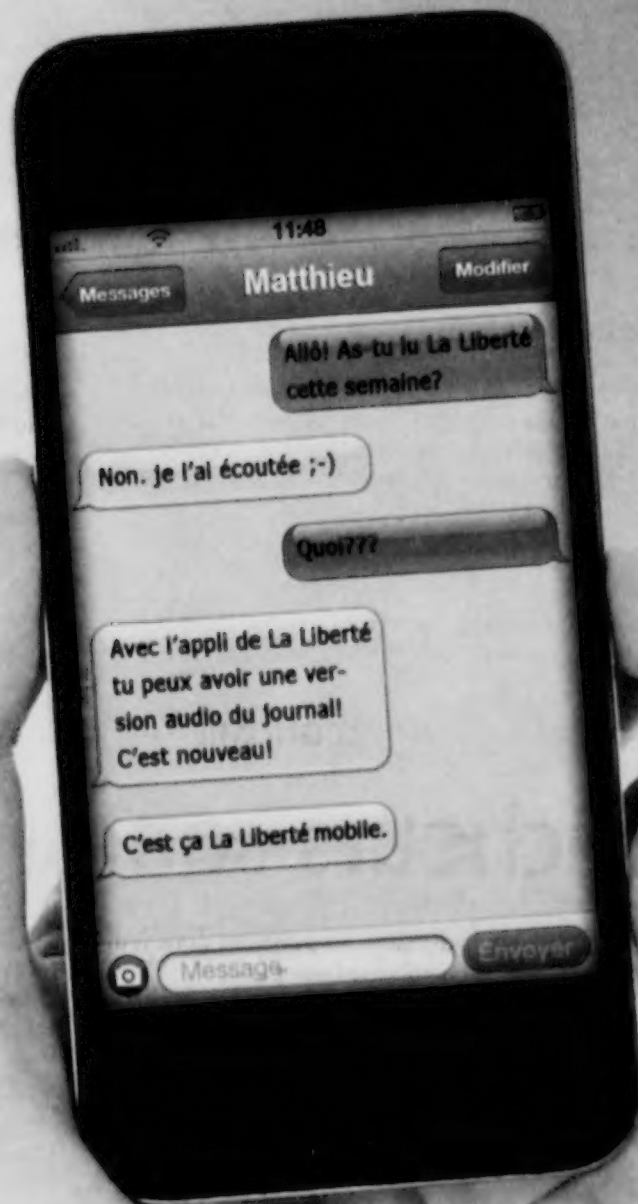 11:48
Messages Matthieu Modifier
Allô! As-tu lu La Liberté
cette semaine?
Non. je l'ai écoutée ;-)
Quoi???
Avec l'appli de La Liberté
tu peux avoir une ver-
sion audio du journal!
C'est nouveau!
C'est ça La Liberté mobile.
Message
Envoyer